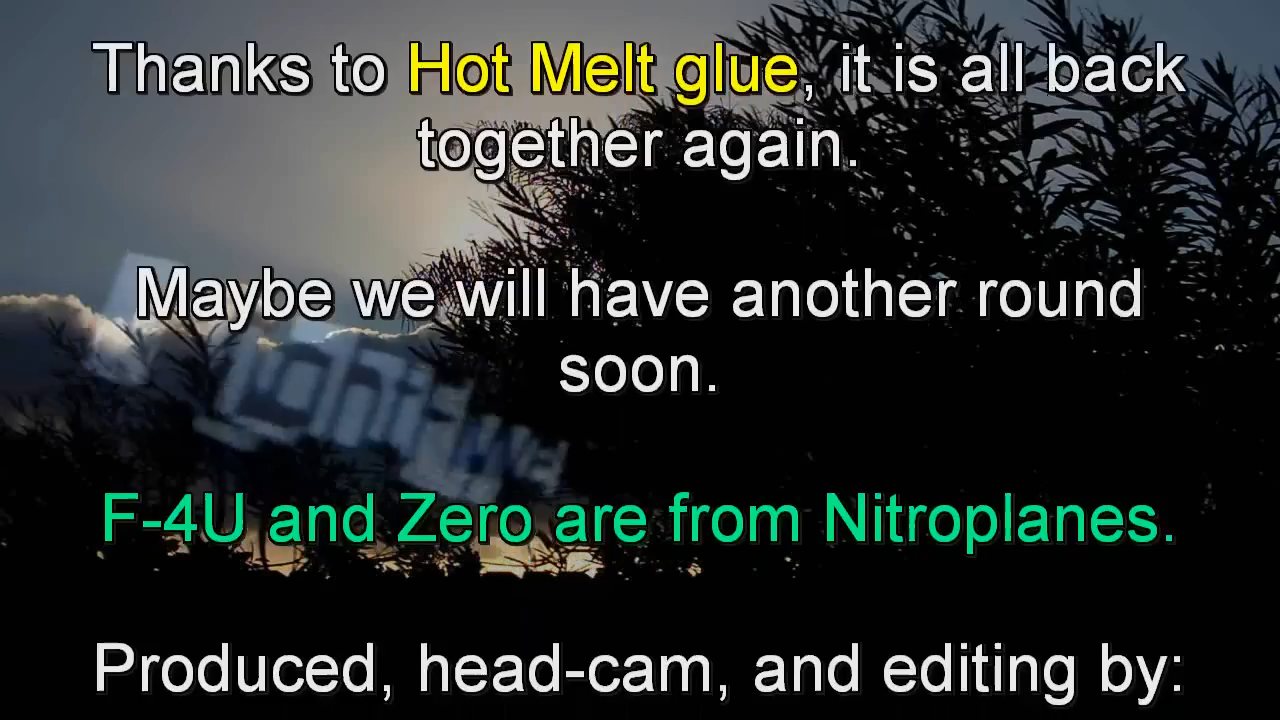 Thanks to Hot Melt glue, it is all back
together again.
Maybe we will have another round
soon.
F-4U and Zero are from Nitroplanes.
Produced, head-cam, and editing by: